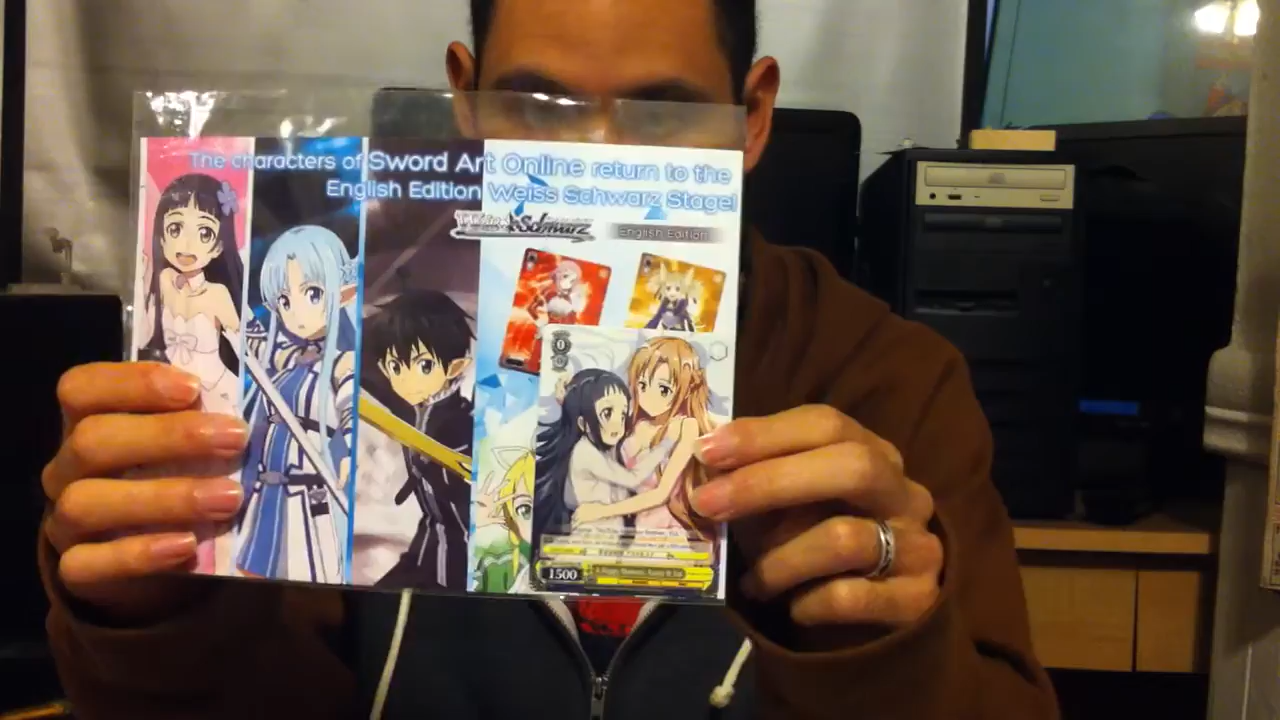 The characters of Sword Art Online return to the
English Edition Weiss Schwarz Stage!
Weiss Schwarz
English Edition
0
1500